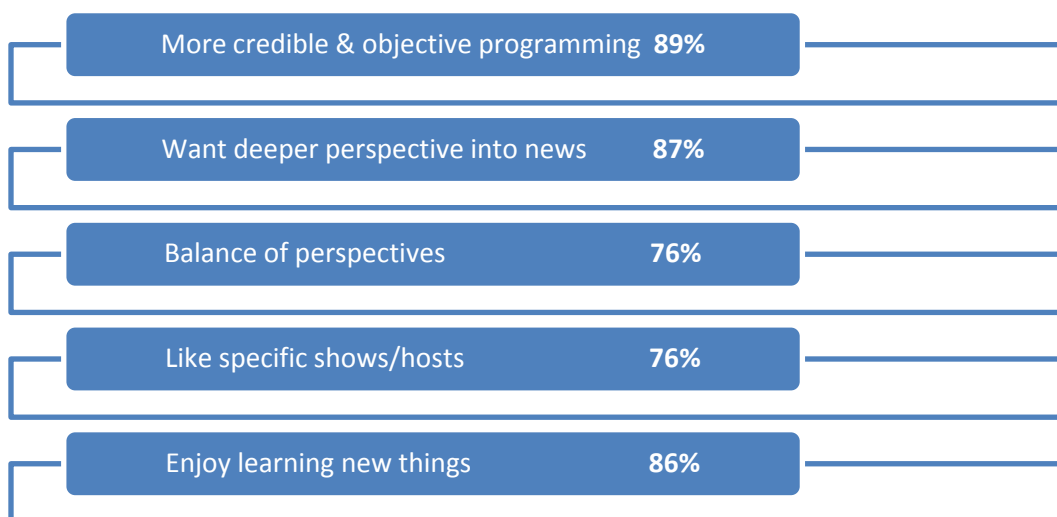 More credible & objective programming 89%
Want deeper perspective into news 87%
Balance of perspectives 76%
Like specific shows/hosts 76%
Enjoy learning new things 86%